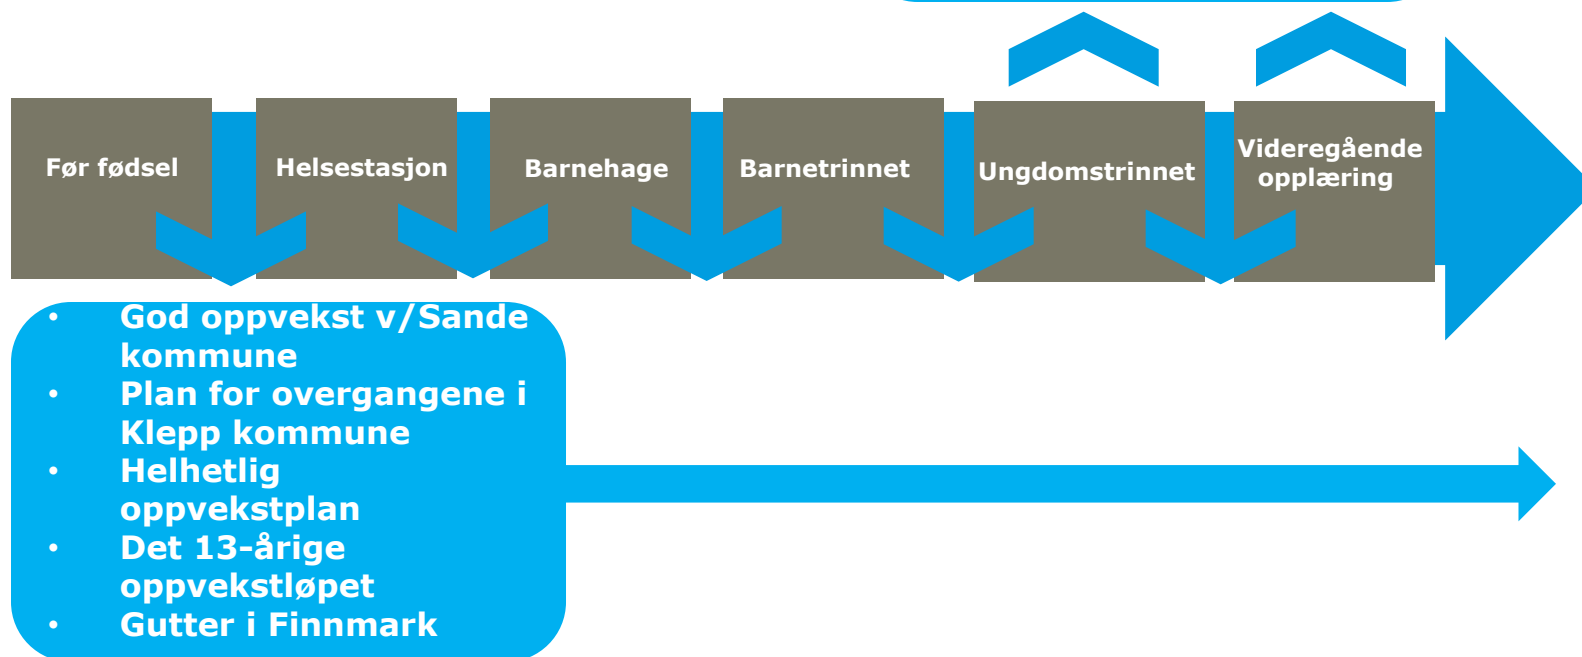 Før fødsel
Helsestasjon
Barnehage
Barnetrinnet
Ungdomstrinnet
Videregående
opplæring
• God oppvekst v/Sande
kommune
• Plan for overgangene i
Klepp kommune
• Helhetlig
oppvekstplan
• Det 13-årige
oppvekstløpet
• Gutter i Finnmark